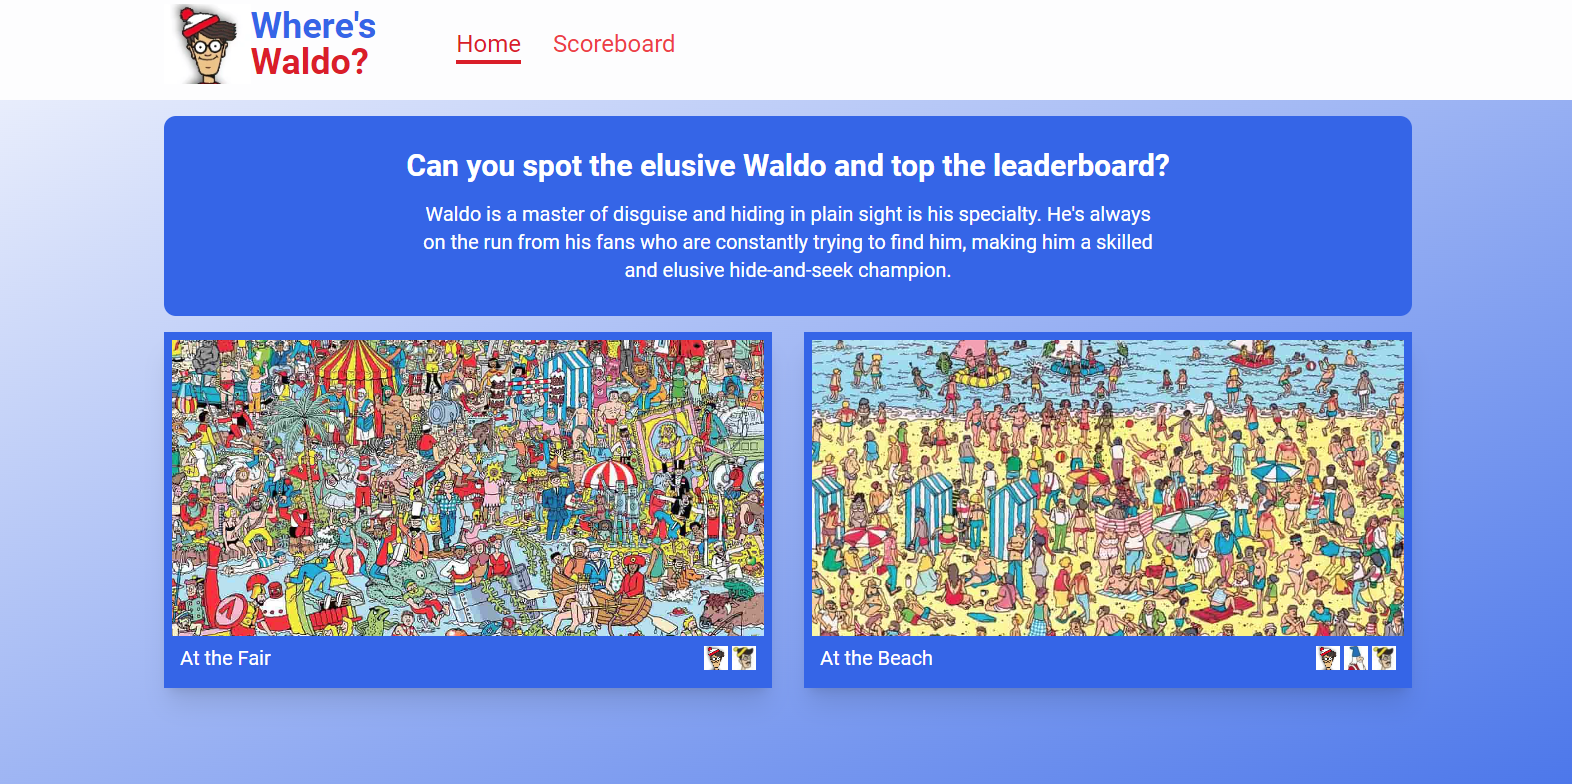 Where's
Waldo?
Home
Scoreboard
Can you spot the elusive Waldo and top the leaderboard?
Waldo is a master of disguise and hiding in plain sight is his specialty. He's always
on the run from his fans who are constantly trying to find him, making him a skilled
and elusive hide-and-seek champion.
At the Fair
At the Beach